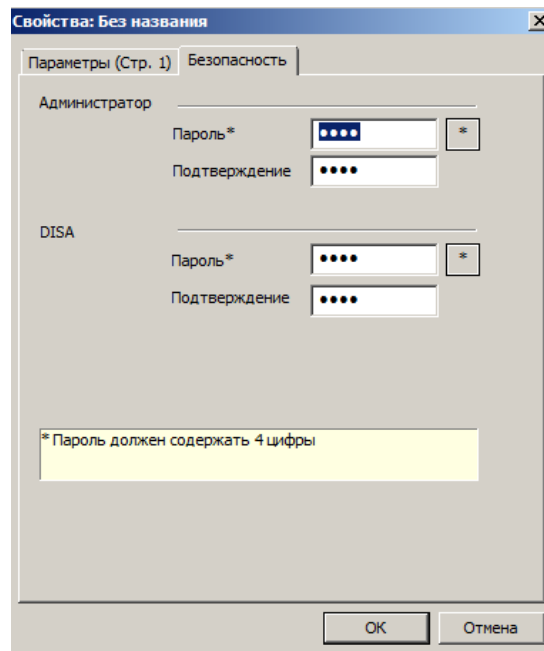 Свойства: Без названия
Параметры (Стр. 1) Безопасность
Администратор
Пароль* •••• *
Подтверждение ••••
DISA
Пароль* •••• *
Подтверждение ••••
* Пароль должен содержать 4 цифры
OK Отмена